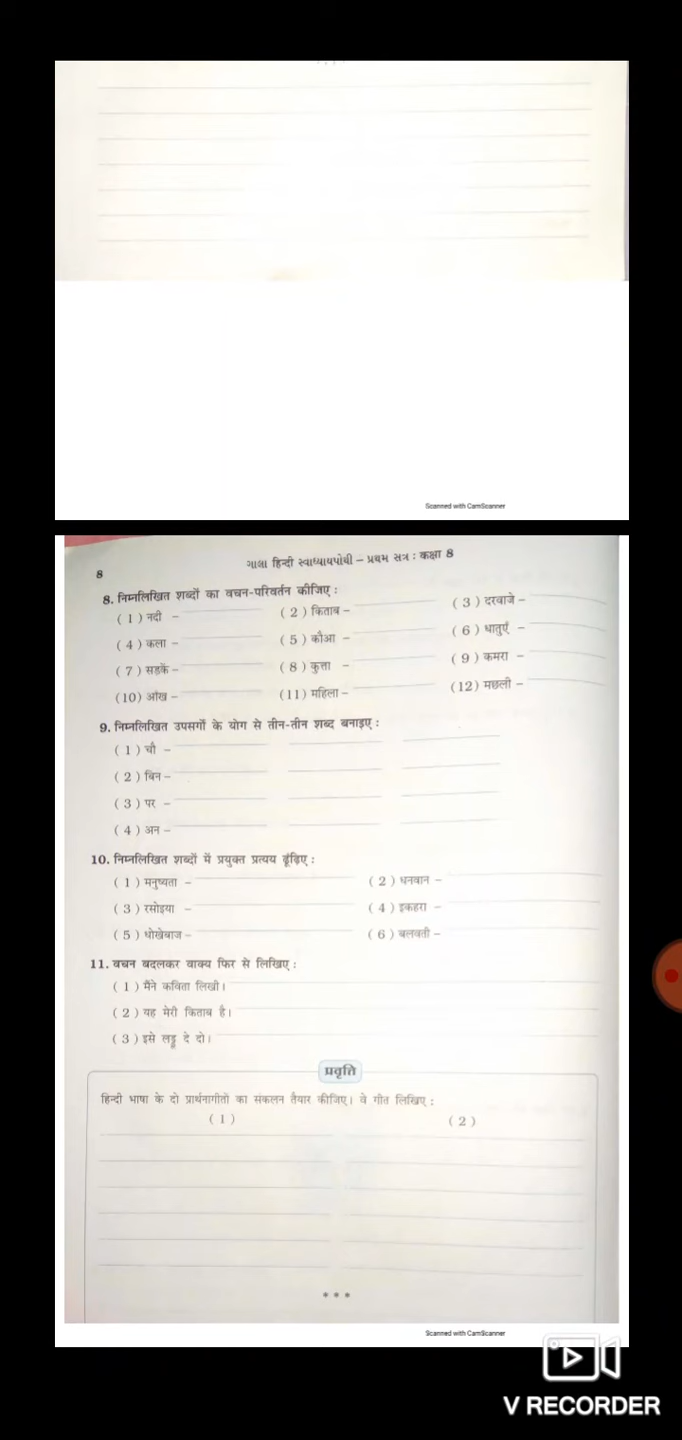 Scanned with CamScanner
8
गाला हिन्दी स्वाध्यायपोथी – प्रथम सत्र : कक्षा 8
8. निम्नलिखित शब्दों का वचन-परिवर्तन कीजिए :
( 1 ) नदी – ( 2 ) किताब – ( 3 ) दरवाजे –
( 4 ) कला – ( 5 ) कौआ – ( 6 ) धातुएँ –
( 7 ) सड़कें – ( 8 ) कुत्ता – ( 9 ) कमरा –
(10) आँख – (11) महिला – (12) मछली –
9. निम्नलिखित उपसर्गों के योग से तीन-तीन शब्द बनाइए :
( 1 ) चौ –
( 2 ) बिन –
( 3 ) पर –
( 4 ) अन –
10. निम्नलिखित शब्दों में प्रयुक्त प्रत्यय ढूँढ़िए :
( 1 ) मनुष्यता – ( 2 ) धनवान –
( 3 ) रसोइया – ( 4 ) इकहरा –
( 5 ) धोखेबाज – ( 6 ) बलवती –
11. वचन बदलकर वाक्य फिर से लिखिए :
( 1 ) मैंने कविता लिखी।
( 2 ) यह मेरी किताब है।
( 3 ) इसे लड्डू दे दो।
प्रवृत्ति
हिन्दी भाषा के दो प्रार्थनागीतों का संकलन तैयार कीजिए। वे गीत लिखिए :
( 1 ) ( 2 )
Scanned with CamScanner
V RECORDER